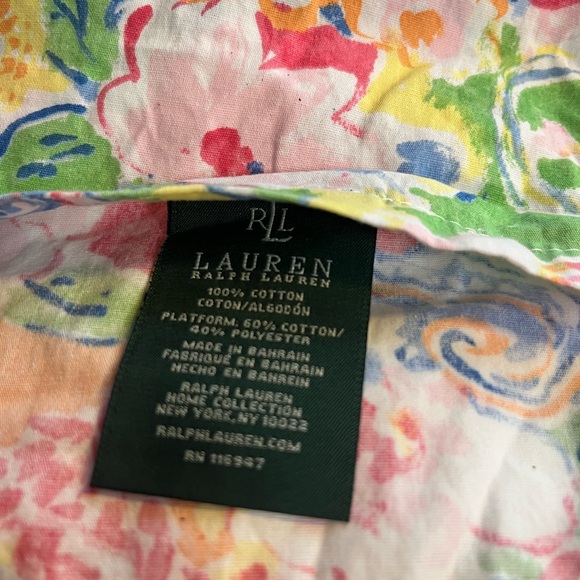 RLL
LAUREN
RALPH LAUREN
100% COTTON
COTON/ALGODÓN
PLATFORM: 60% COTTON/
40% POLYESTER
MADE IN BAHRAIN
FABRIQUÉ EN BAHRAIN
HECHO EN BAHREIN
RALPH LAUREN
HOME COLLECTION
NEW YORK, NY 10022
RALPHLAUREN.COM
RN 116947